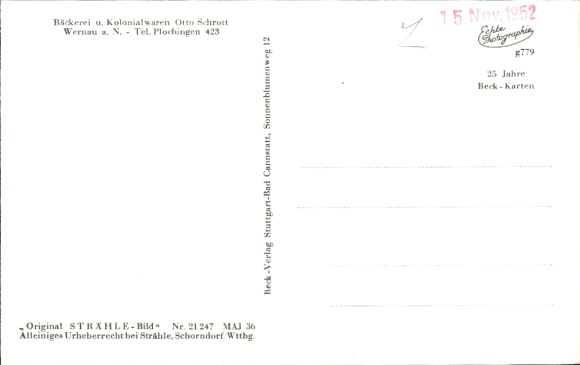 Bäckerei u. Kolonialwaren Otto Schrott
Wernau a. N. - Tel. Plochingen 423
15. Nov. 1952
Echte
Photographie
g779
25 Jahre
Beck-Karten
Beck-Verlag Stuttgart-Bad Cannstatt, Sonnenblumenweg 12
„Original STRÄHLE-Bild“ Nr. 21247 MAJ 36
Alleiniges Urheberrecht bei Strähle, Schorndorf Wttbg.